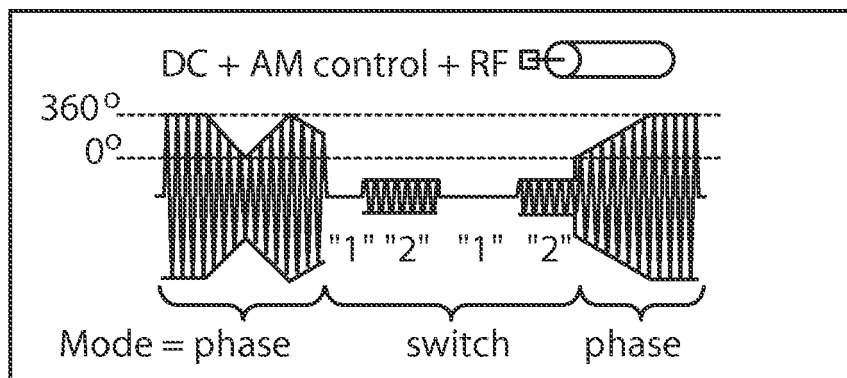 DC + AM control + RF
360°
0°
"1" "2" "1" "2"
Mode = phase switch phase